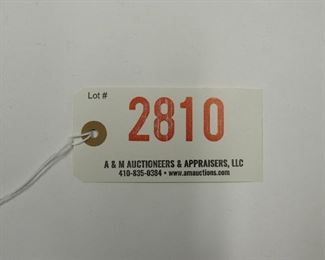 Lot # 2810
A & M AUCTIONEERS & APPRAISERS, LLC
410-835-0384 • www.amauctions.com